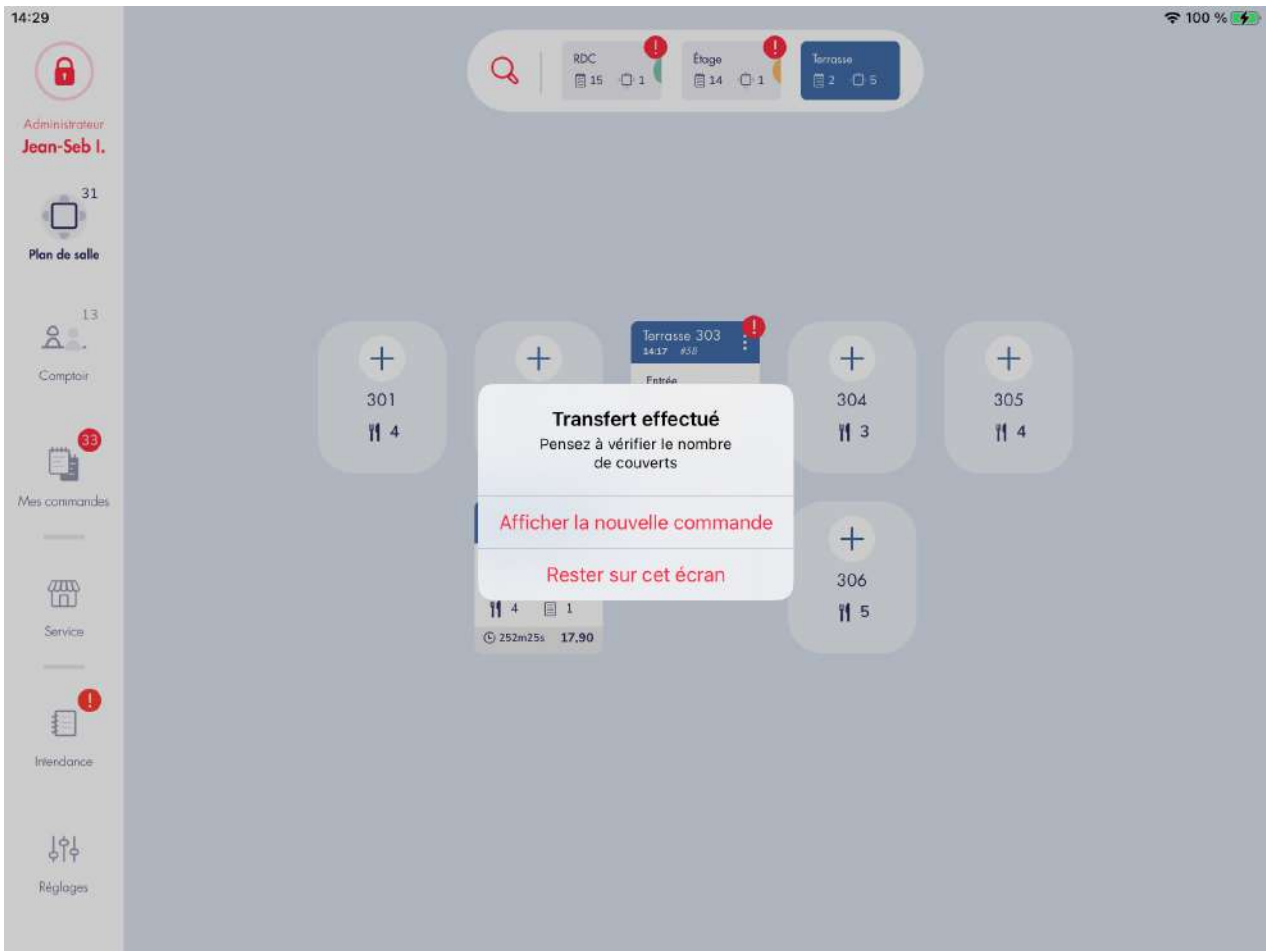 14:29
100 %
Administrateur
Jean-Seb I.
31
Plan de salle
13
Comptoir
33
Mes commandes
Service
!
Intendance
Réglages
RDC
!
15 1
Étage
!
14 1
Terrasse
2 5
301
4
Terrasse 303
!
14:17 #5B
Entrée
304
3
305
4
Transfert effectué
Pensez à vérifier le nombre
de couverts
Afficher la nouvelle commande
Rester sur cet écran
4 1
252m25s 17,90
306
5